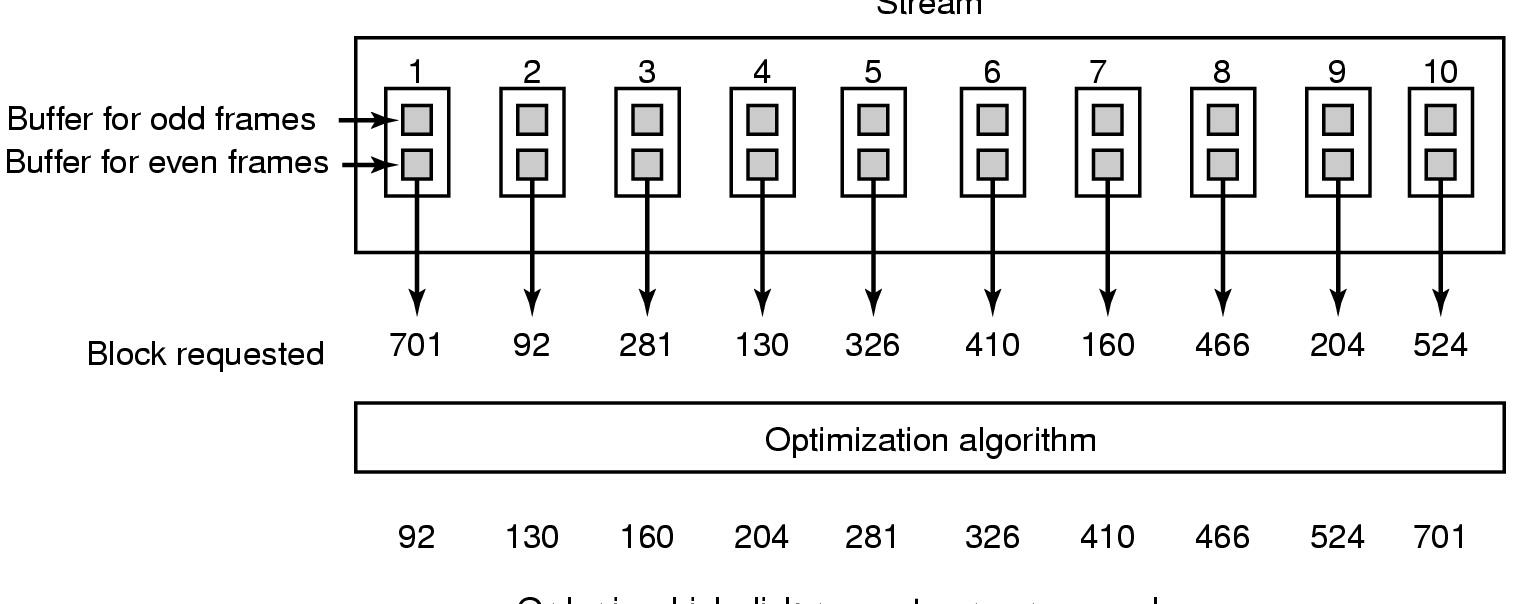 Stream
1 2 3 4 5 6 7 8 9 10
Buffer for odd frames
Buffer for even frames
Block requested 701 92 281 130 326 410 160 466 204 524
Optimization algorithm
92 130 160 204 281 326 410 466 524 701